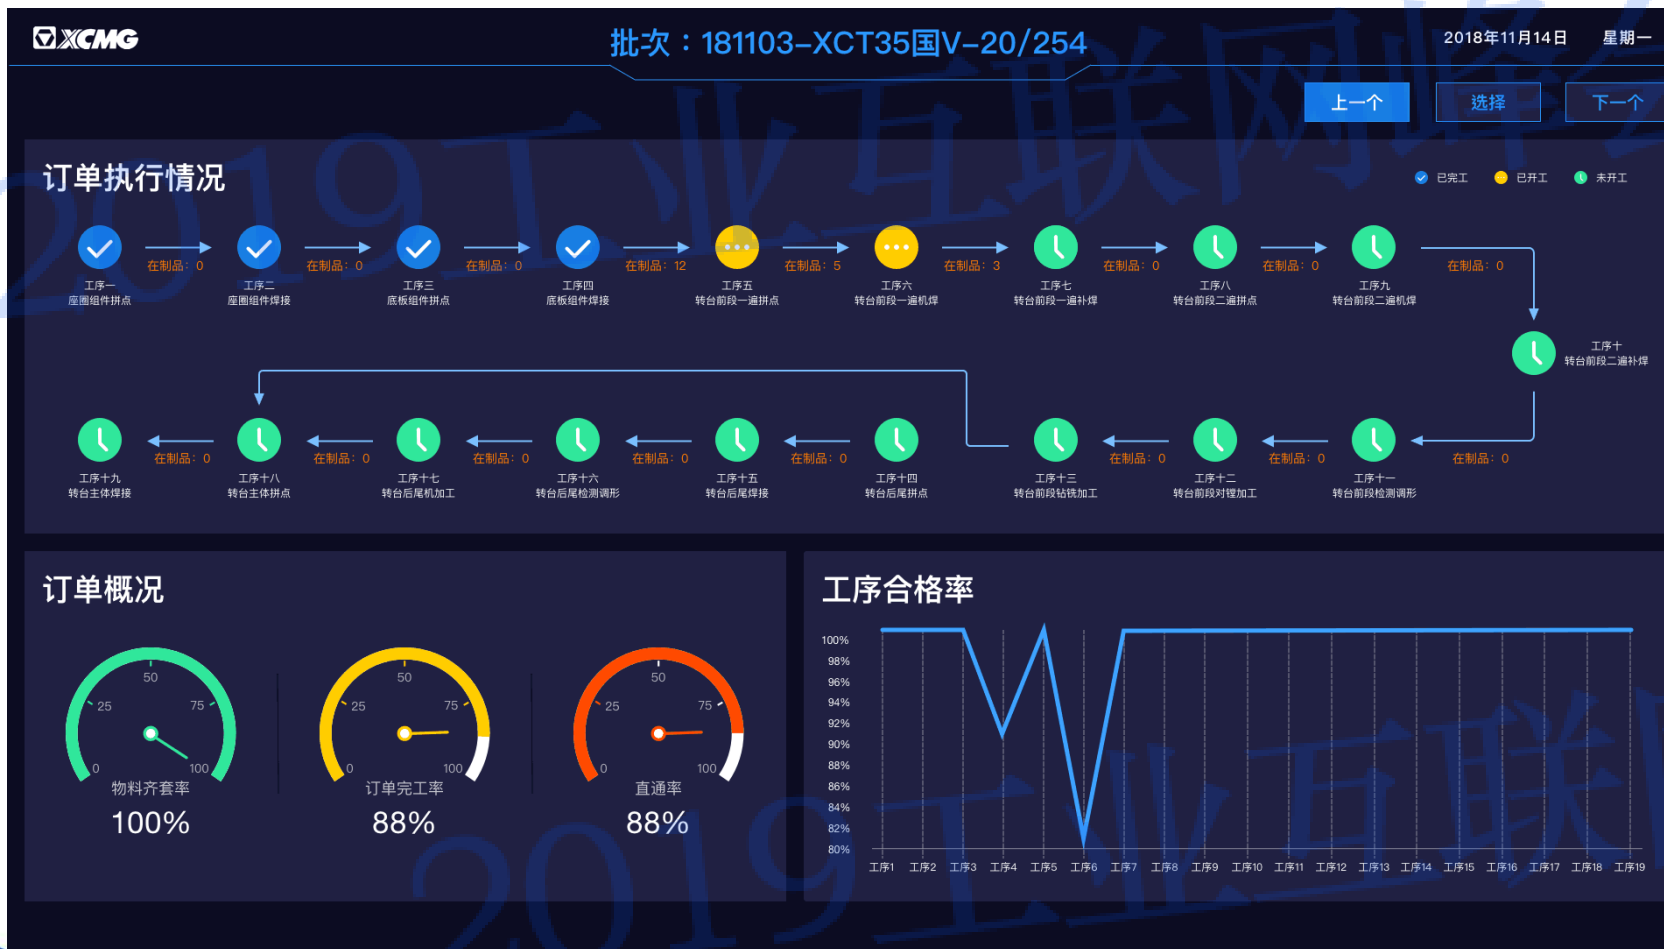 XCMG
批次：181103-XCT35国V-20/254
2018年11月14日 星期一
上一个 选择 下一个
订单执行情况
已完工 已开工 未开工
在制品：0 在制品：0 在制品：0 在制品：12 在制品：5 在制品：3 在制品：0 在制品：0 在制品：0
工序一 工序二 工序三 工序四 工序五 工序六 工序七 工序八 工序九
座圈组件拼点 座圈组件焊接 底板组件拼点 底板组件焊接 转台前段一遍拼点 转台前段一遍机焊 转台前段一遍补焊 转台前段二遍拼点 转台前段二遍机焊
工序十
转台前段二遍补焊
在制品：0 在制品：0 在制品：0 在制品：0 在制品：0 在制品：0 在制品：0 在制品：0
工序十九 工序十八 工序十七 工序十六 工序十五 工序十四 工序十三 工序十二 工序十一
转台主体焊接 转台主体拼点 转台后尾机加工 转台后尾检测调形 转台后尾焊接 转台后尾拼点 转台前段钻铣加工 转台前段对镗加工 转台前段检测调形
订单概况
50
25 75
0 100
物料齐套率
100%
50
25 75
0 100
订单完工率
88%
50
25 75
0 100
直通率
88%
工序合格率
100%
98%
96%
94%
92%
90%
88%
86%
84%
82%
80%
工序1 工序2 工序3 工序4 工序5 工序6 工序7 工序8 工序9 工序10 工序11 工序12 工序13 工序14 工序15 工序16 工序17 工序18 工序19
2019工业互联网峰会
2019工业互联